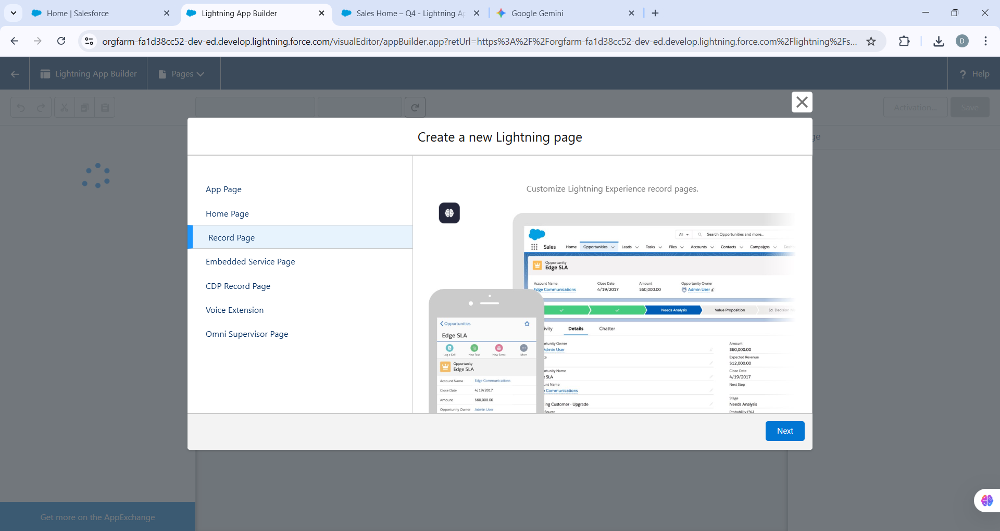 Home | Salesforce
Lightning App Builder
Sales Home – Q4 - Lightning Ap
Google Gemini
orgfarm-fa1d38cc52-dev-ed.develop.lightning.force.com/visualEditor/appBuilder.app?retUrl=https%3A%2F%2Forgfarm-fa1d38cc52-dev-ed.develop.lightning.force.com%2Flightning%2Fs...
D
Lightning App Builder
Pages
? Help
Activation...
Save
ge
Create a new Lightning page
App Page
Home Page
Record Page
Embedded Service Page
CDP Record Page
Voice Extension
Omni Supervisor Page
Customize Lightning Experience record pages.
All
Search Opportunities and more...
Sales
Home
Opportunities
Leads
Tasks
Files
Accounts
Contacts
Campaigns
Opportunity
Edge SLA
Account Name
Close Date
Amount
Opportunity Owner
Edge Communications
4/19/2017
$60,000.00
Admin User
Needs Analysis
Value Proposition
Id. Decision M
ivity
Details
Chatter
rtunity Owner
Admin User
Amount
$60,000.00
Expected Revenue
$12,000.00
rtunity Name
SLA
Close Date
4/19/2017
unt Name
Communications
Next Step
ing Customer - Upgrade
Stage
Needs Analysis
Source
Probability (%)
Opportunities
Edge SLA
Log a Call
New Task
New Event
More
Opportunity
Edge SLA
Account Name
Edge Communications
Close Date
4/19/2017
Amount
$60,000.00
Opportunity Owner
Admin User
Next
Get more on the AppExchange